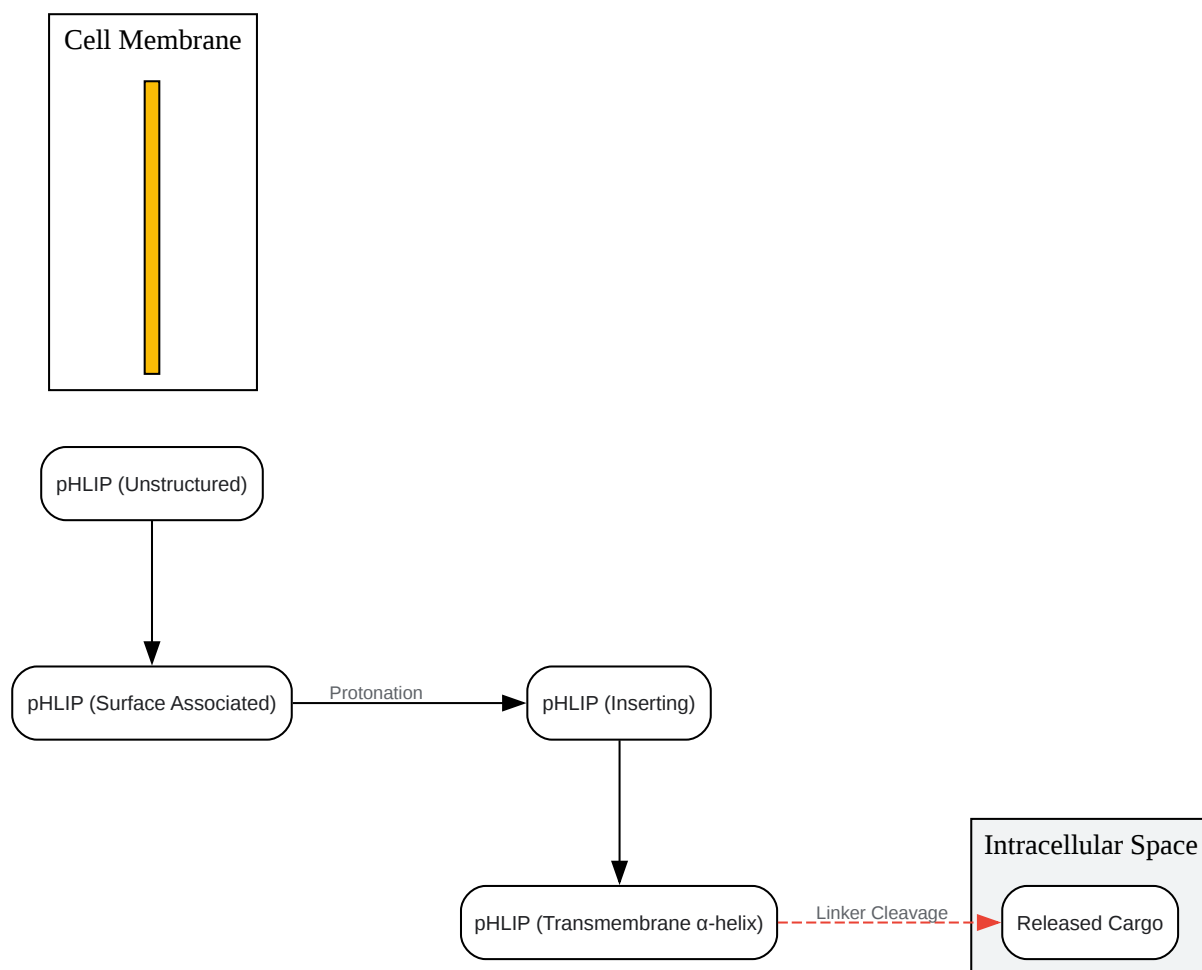 Cell Membrane
pHLIP (Unstructured)
pHLIP (Surface Associated)
Protonation
pHLIP (Inserting)
Intracellular Space
pHLIP (Transmembrane α-helix)
Linker Cleavage
Released Cargo